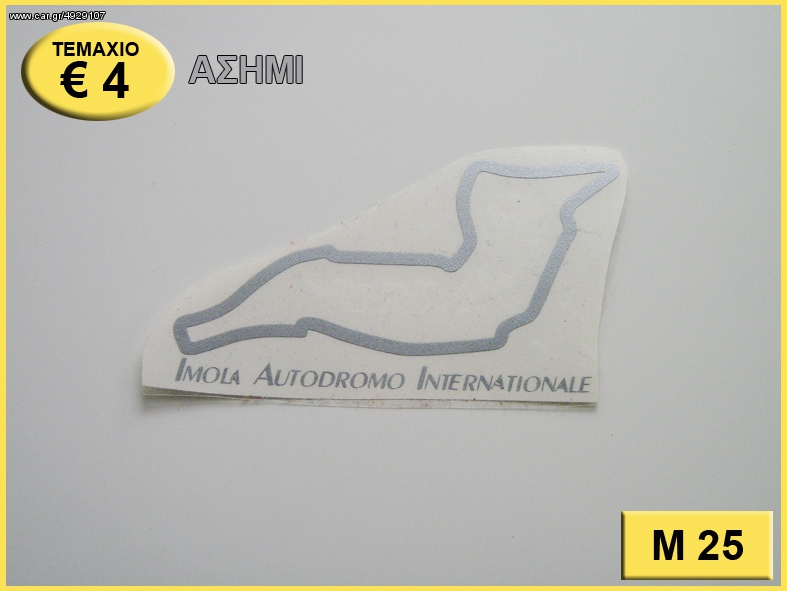 www.car.gr/4929107
ΤΕΜΑΧΙΟ
€ 4
ΑΣΗΜΙ
IMOLA AUTODROMO INTERNATIONALE
M 25